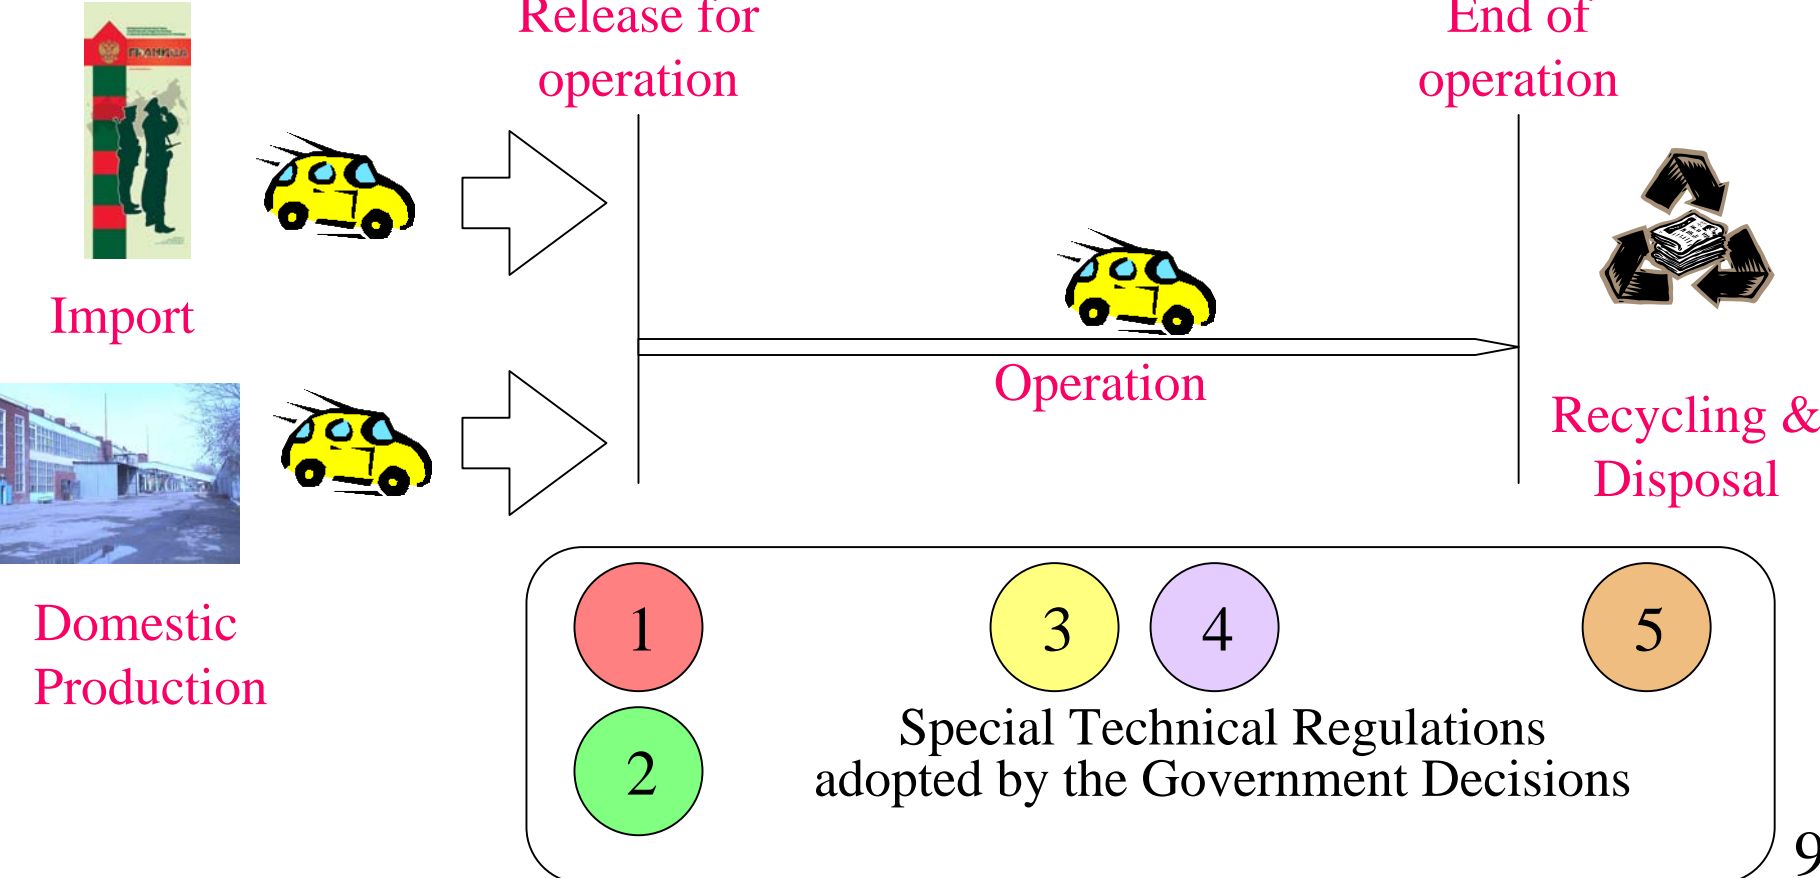 ГРАНИЦА
Release for
operation
End of
operation
Import
Operation
Recycling &
Disposal
Domestic
Production
1
3
4
5
2
Special Technical Regulations
adopted by the Government Decisions
9